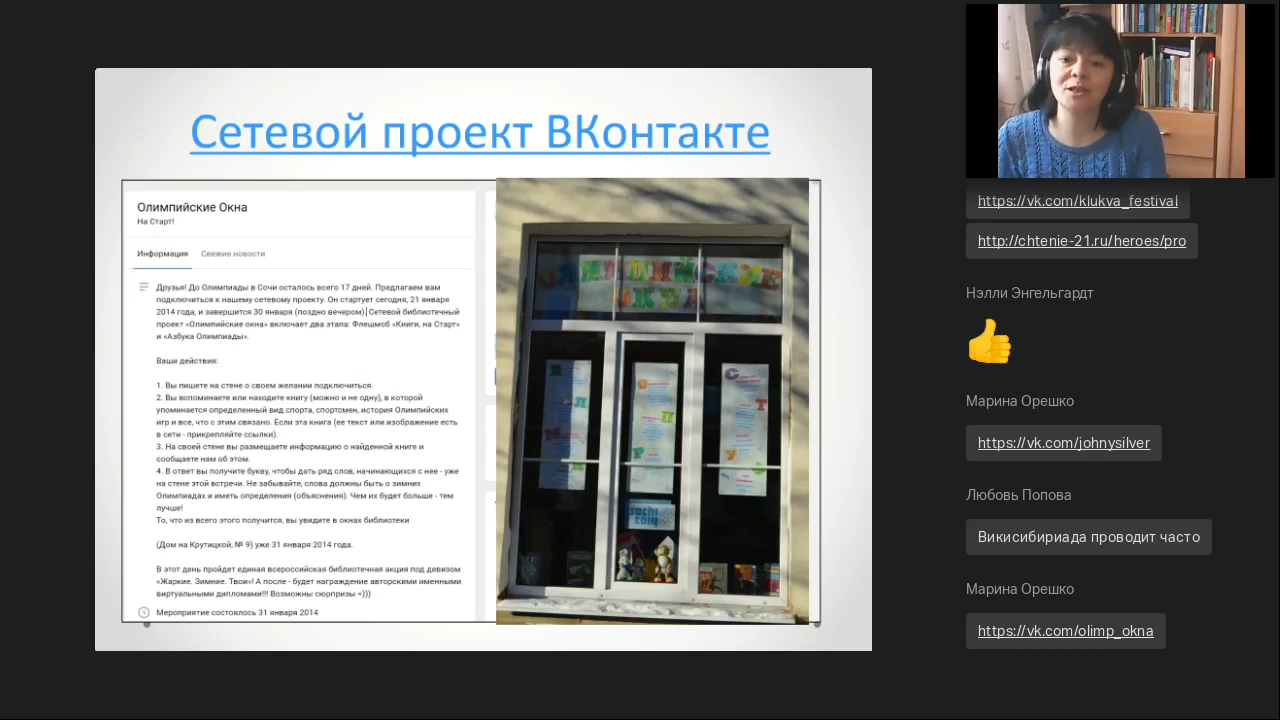 Сетевой проект ВКонтакте
Олимпийские Окна
На Старт!
Информация Свежие новости
Друзья! До Олимпиады в Сочи осталось всего 17 дней. Предлагаем вам
подключиться к нашему сетевому проекту. Он стартует сегодня, 21 января
2014 года, и завершится 30 января (поздно вечером). Сетевой библиотечный
проект «Олимпийские окна» включает два этапа: Флешмоб «Книги, на Старт»
и «Азбука Олимпиады».
Ваши действия:
1. Вы пишете на стене о своем желании подключиться.
2. Вы вспоминаете или находите книгу (можно и не одну), в которой
упоминается определенный вид спорта, спортсмен, история Олимпийских
игр и все, что с этим связано. Если эта книга (ее текст или изображение есть
в сети - прикрепляйте ссылки).
3. На своей стене вы размещаете информацию о найденной книге и
сообщаете нам об этом.
4. В ответ вы получите букву, чтобы дать ряд слов, начинающихся с нее - уже
на стене этой встречи. Не забывайте, слова должны быть о зимних
Олимпиадах и иметь определения (объяснения). Чем их будет больше - тем
лучше!
То, что из всего этого получится, вы увидите в окнах библиотеки
(Дом на Крутицкой, № 9) уже 31 января 2014 года.
В этот день пройдет единая всероссийская библиотечная акция под девизом
«Жаркие. Зимние. Твои»! А после - будет награждение авторскими именными
виртуальными дипломами!!! Возможны сюрпризы =)))
Мероприятие состоялось 31 января 2014
ОЛИМПИЙСКИЕ
ОКНА
sochi
2014
https://vk.com/klukva_festival
http://chtenie-21.ru/heroes/pro
Нэлли Энгельгардт
Марина Орешко
https://vk.com/johnysilver
Любовь Попова
Викисибириада проводит часто
Марина Орешко
https://vk.com/olimp_okna